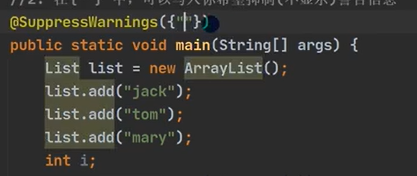 //2. 在{""} 中，可以写入你希望抑制(不显示)警告信息
@SuppressWarnings({""})
public static void main(String[] args) {
List list = new ArrayList();
list.add("jack");
list.add("tom");
list.add("mary");
int i;